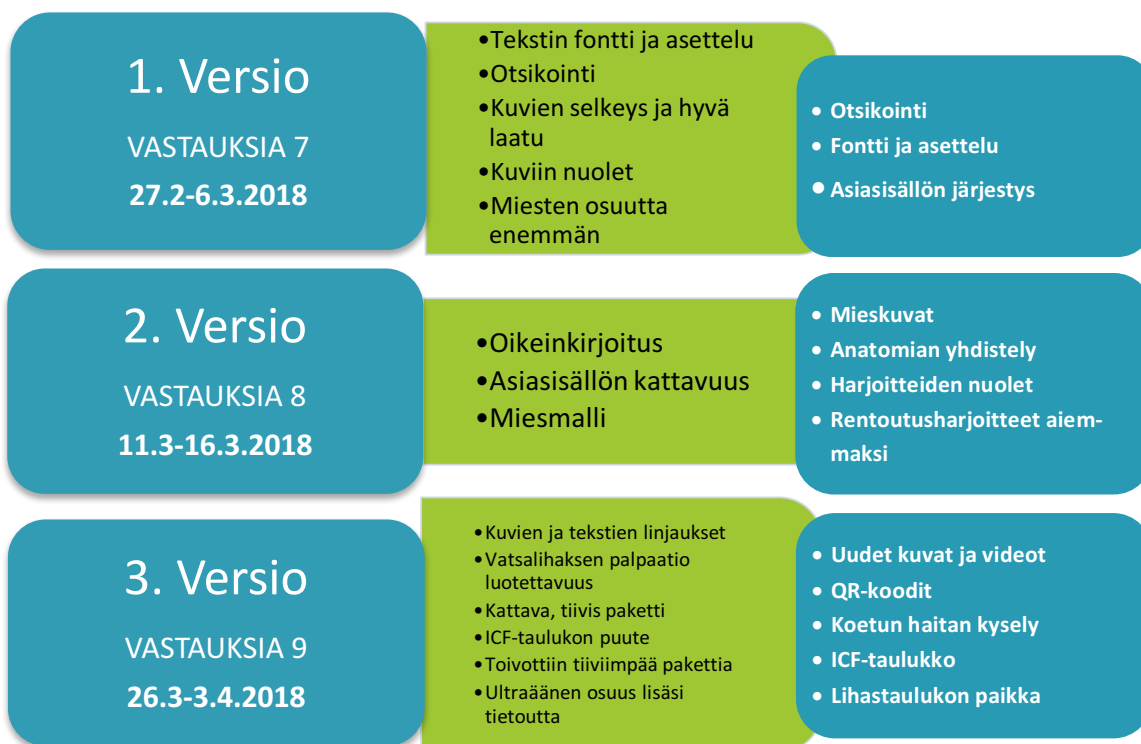 1. Versio
VASTAUKSIA 7
27.2-6.3.2018
•Tekstin fontti ja asettelu
•Otsikointi
•Kuvien selkeys ja hyvä
laatu
•Kuviin nuolet
•Miesten osuutta
enemmän
• Otsikointi
• Fontti ja asettelu
• Asiasisällön järjestys
2. Versio
VASTAUKSIA 8
11.3-16.3.2018
•Oikeinkirjoitus
•Asiasisällön kattavuus
•Miesmalli
• Mieskuvat
• Anatomian yhdistely
• Harjoitteiden nuolet
• Rentoutusharjoitteet aiem-
maksi
3. Versio
VASTAUKSIA 9
26.3-3.4.2018
•Kuvien ja tekstien linjaukset
•Vatsalihaksen palpaatio
luotettavuus
•Kattava, tiivis paketti
•ICF-taulukon puute
•Toivottiin tiiviimpää pakettia
•Ultraäänen osuus lisäsi
tietoutta
• Uudet kuvat ja videot
• QR-koodit
• Koetun haitan kysely
• ICF-taulukko
• Lihastaulukon paikka